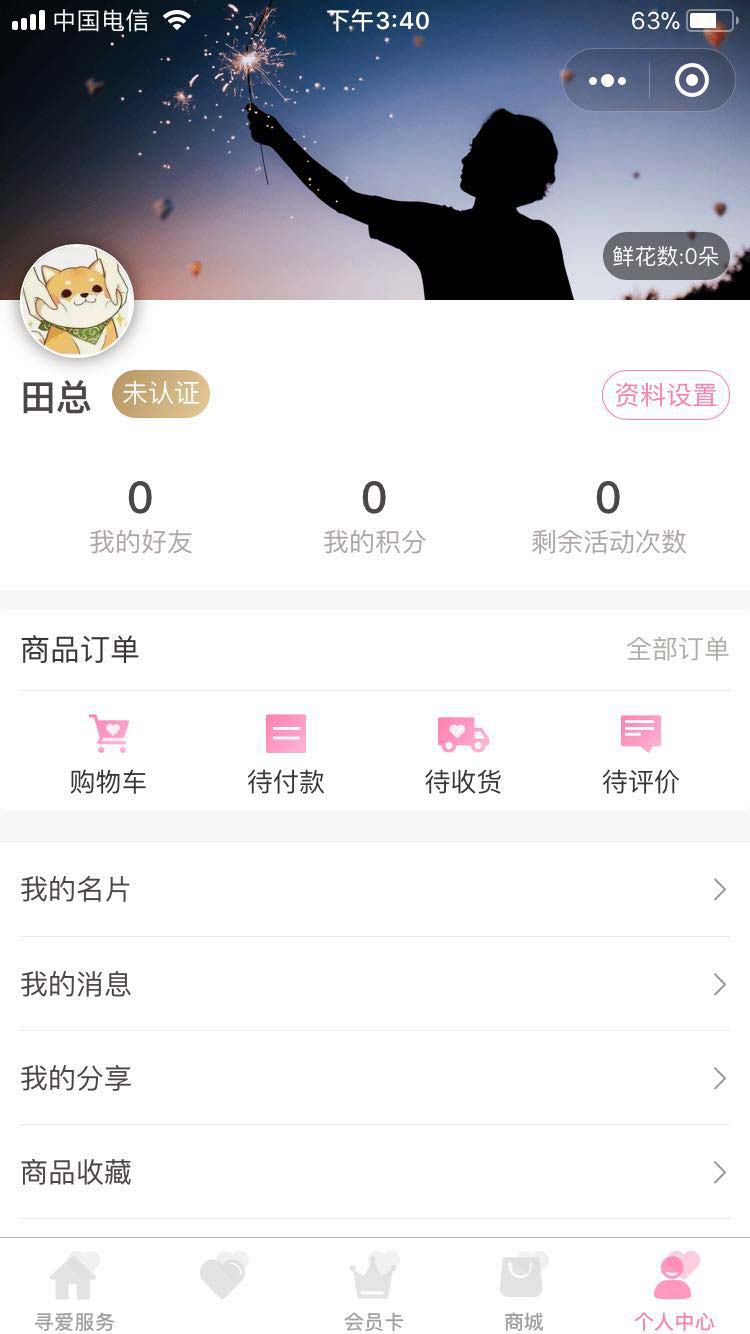 中国电信 下午3:40 63%
鲜花数:0朵
田总 未认证 资料设置
0 0 0
我的好友 我的积分 剩余活动次数
商品订单 全部订单
购物车 待付款 待收货 待评价
我的名片
我的消息
我的分享
商品收藏
寻爱服务 会员卡 商城 个人中心